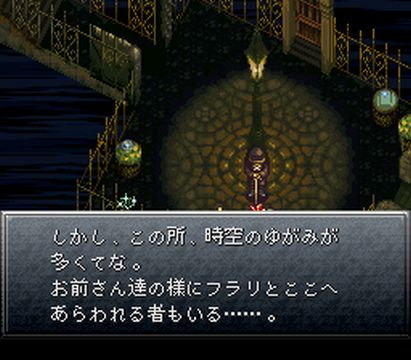 しかし、この所、時空のゆがみが
多くてな。
お前さん達の様にフラリとここへ
あらわれる者もいる……。